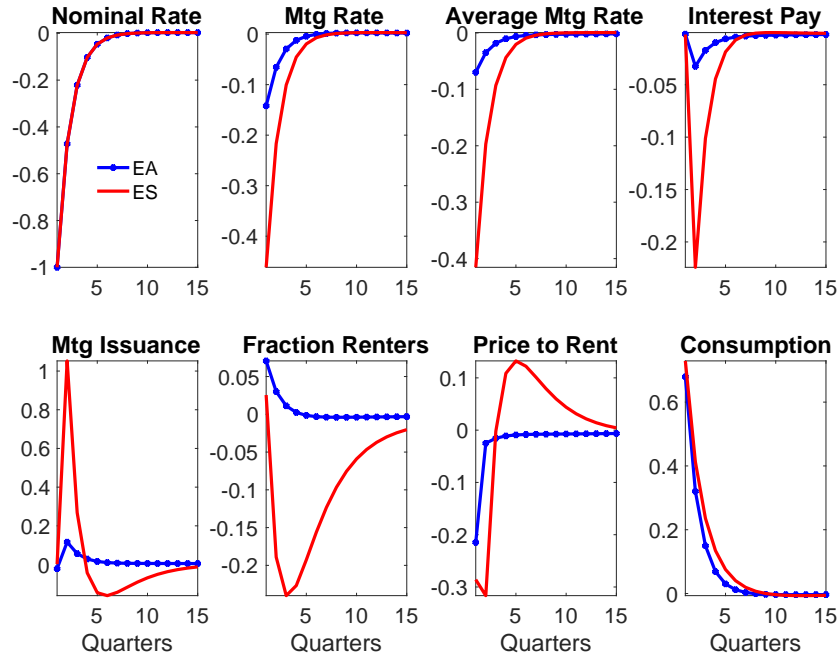 Nominal Rate
Mtg Rate
Average Mtg Rate
Interest Pay
0
-0.2
-0.4
-0.6
-0.8
-1
EA
ES
5 10 15
0
-0.1
-0.2
-0.3
-0.4
5 10 15
0
-0.1
-0.2
-0.3
-0.4
5 10 15
-0.05
-0.1
-0.15
-0.2
5 10 15
Mtg Issuance
Fraction Renters
Price to Rent
Consumption
1
0.8
0.6
0.4
0.2
0
5 10 15
Quarters
0.05
0
-0.05
-0.1
-0.15
-0.2
5 10 15
Quarters
0.1
0
-0.1
-0.2
-0.3
5 10 15
Quarters
0.6
0.4
0.2
0
5 10 15
Quarters